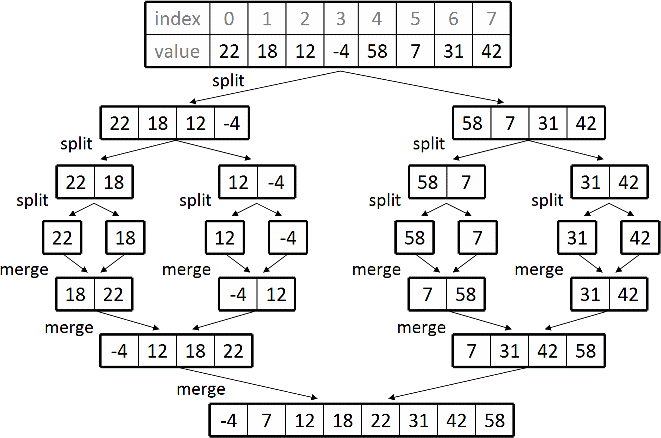 index 0 1 2 3 4 5 6 7
value 22 18 12 -4 58 7 31 42
split
22 18 12 -4 58 7 31 42
split split
22 18 12 -4 58 7 31 42
split split split split
22 18 12 -4 58 7 31 42
merge merge merge merge
18 22 -4 12 7 58 31 42
merge merge
-4 12 18 22 7 31 42 58
merge
-4 7 12 18 22 31 42 58